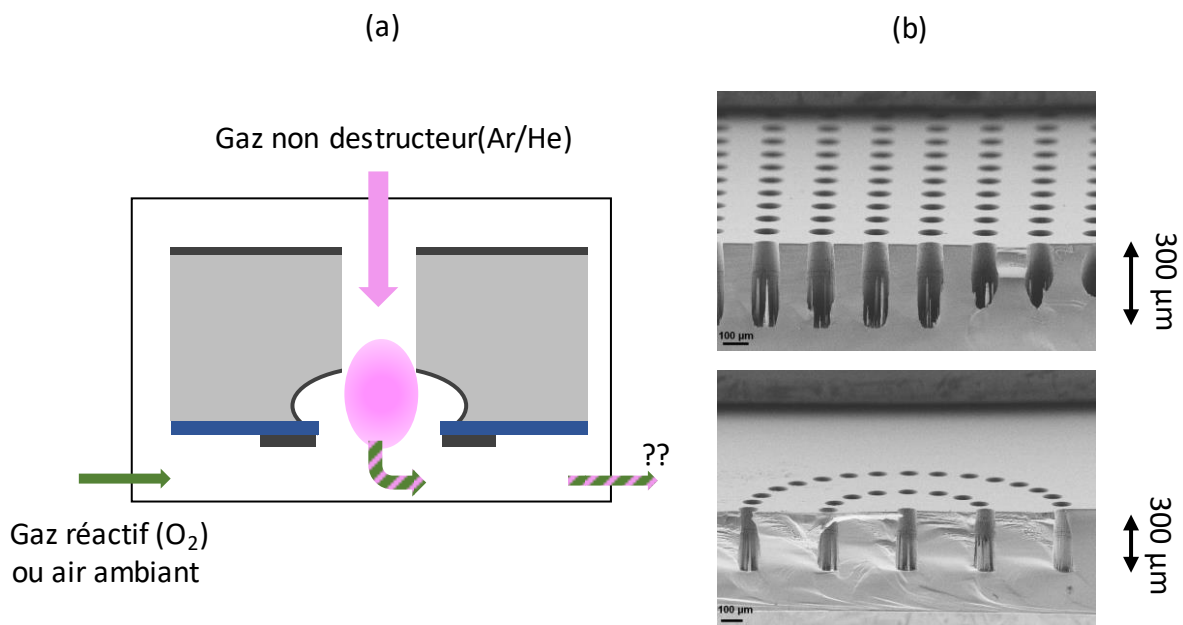 (a)
(b)
Gaz non destructeur(Ar/He)
??
Gaz réactif (O₂)
ou air ambiant
300 µm
100 µm
300 µm
100 µm